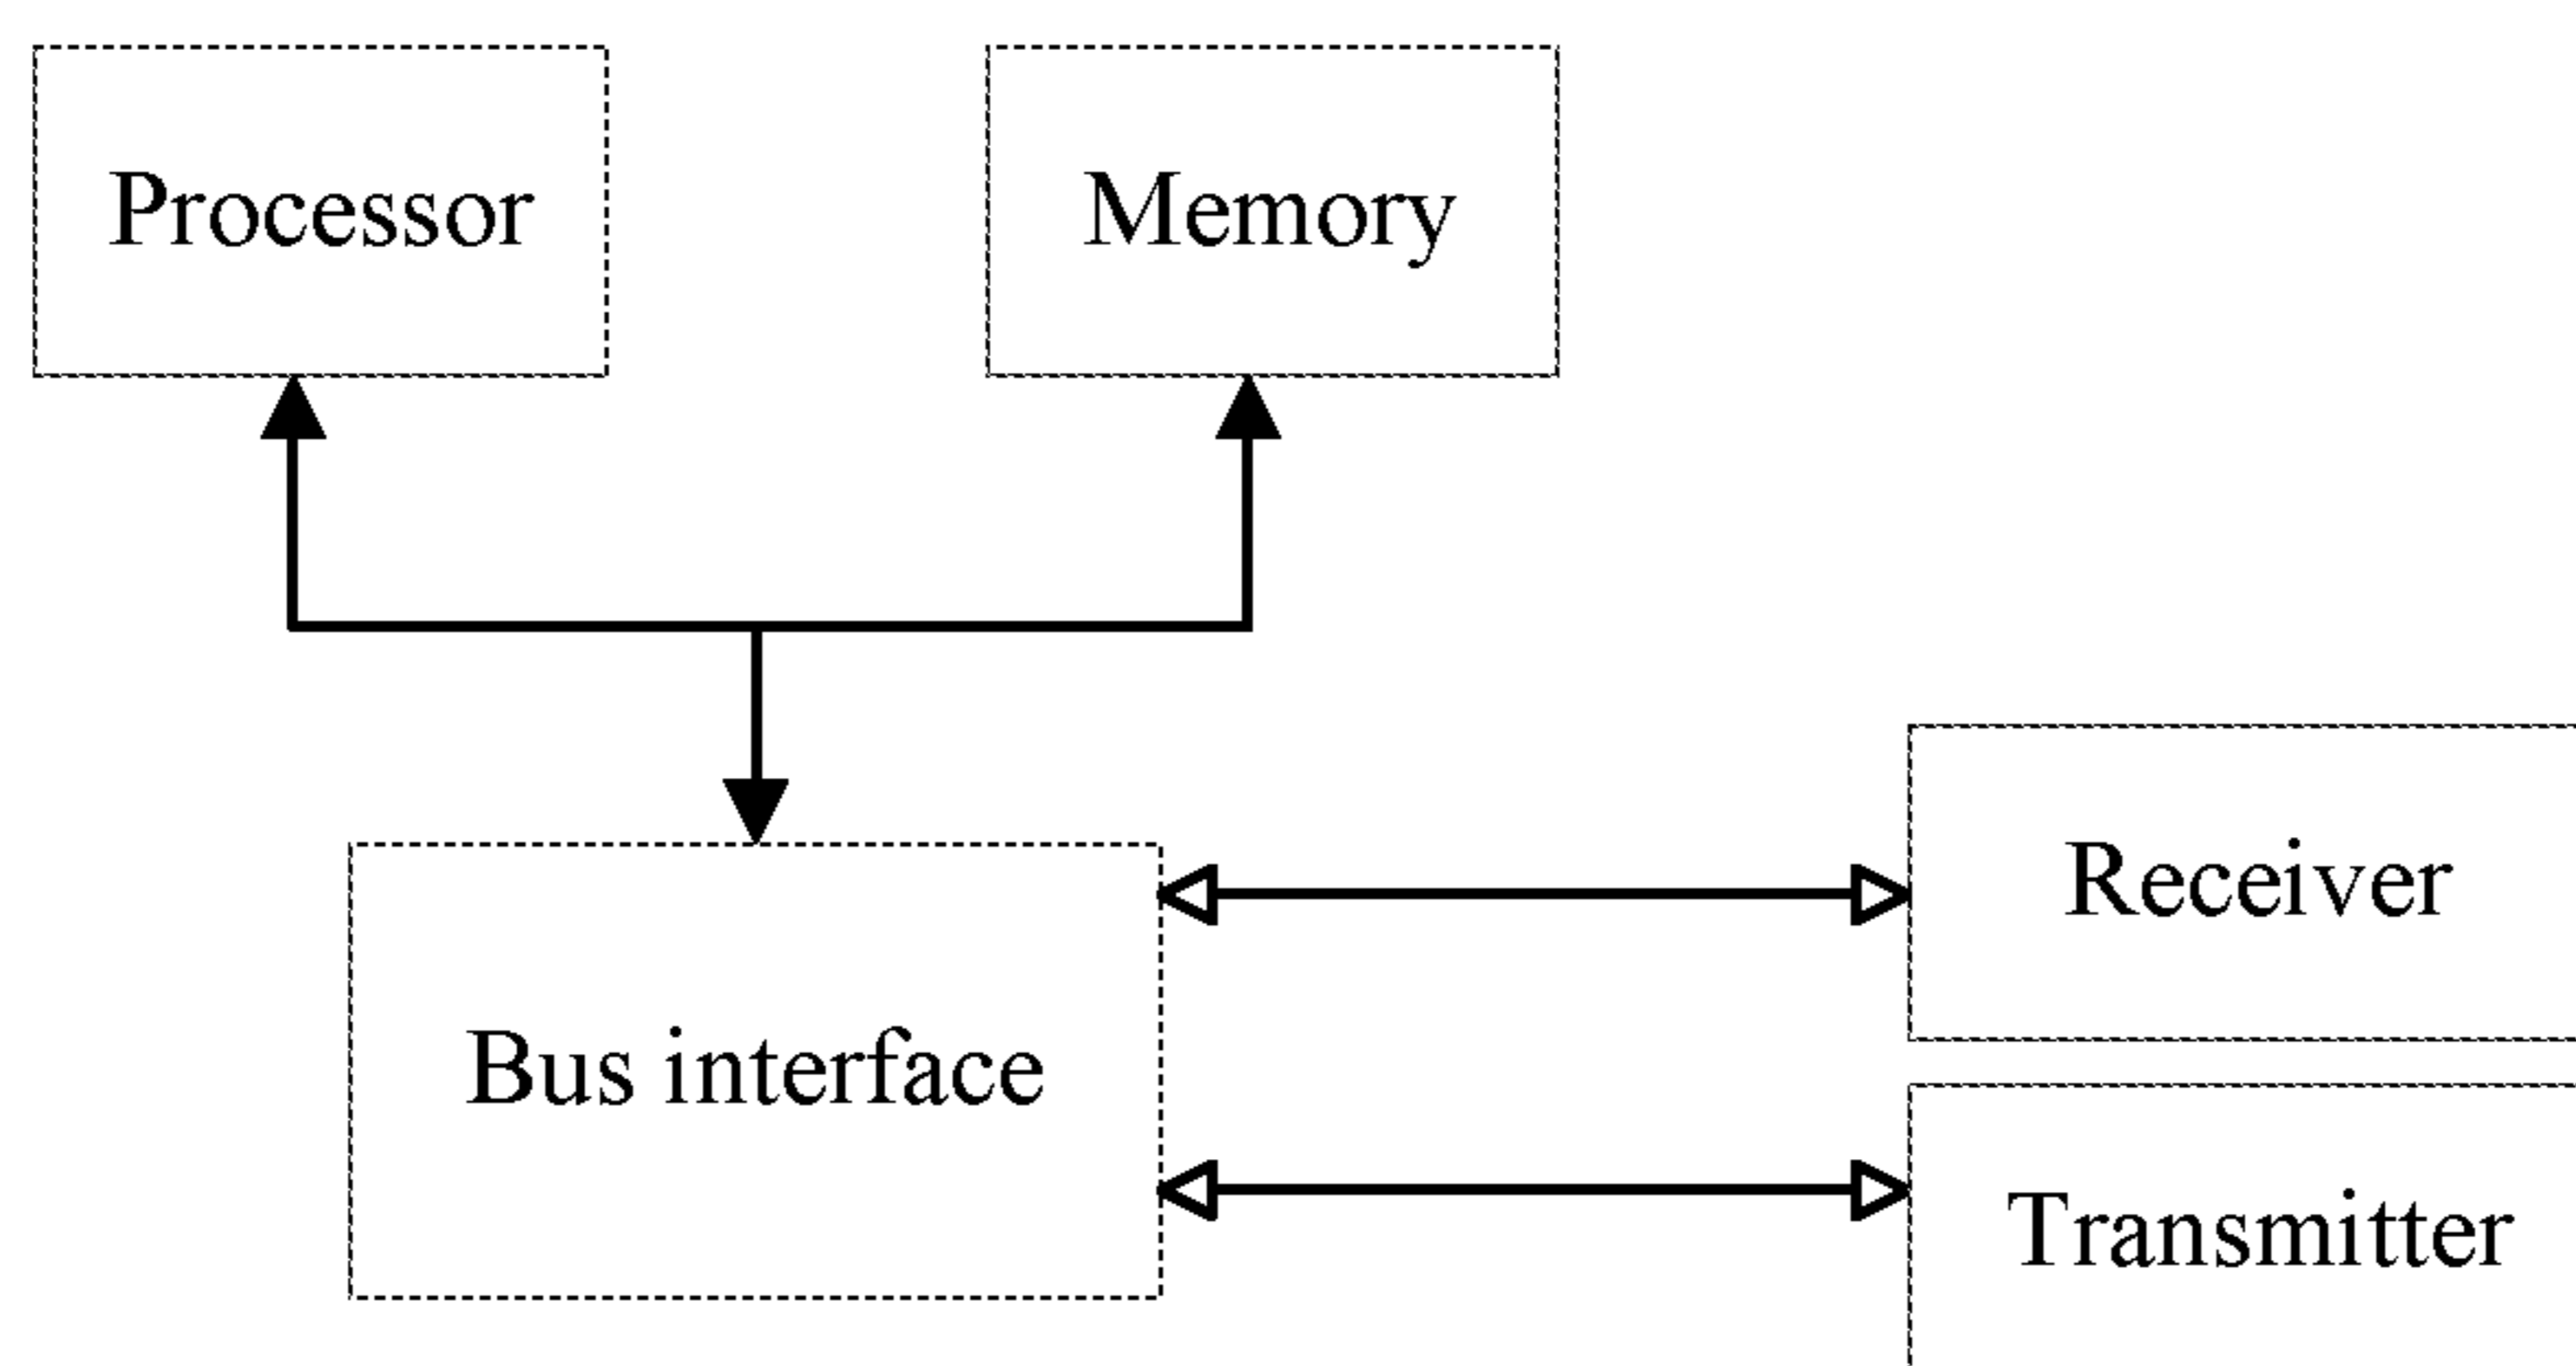 Processor
Memory
Receiver
Bus interface
Transmitter